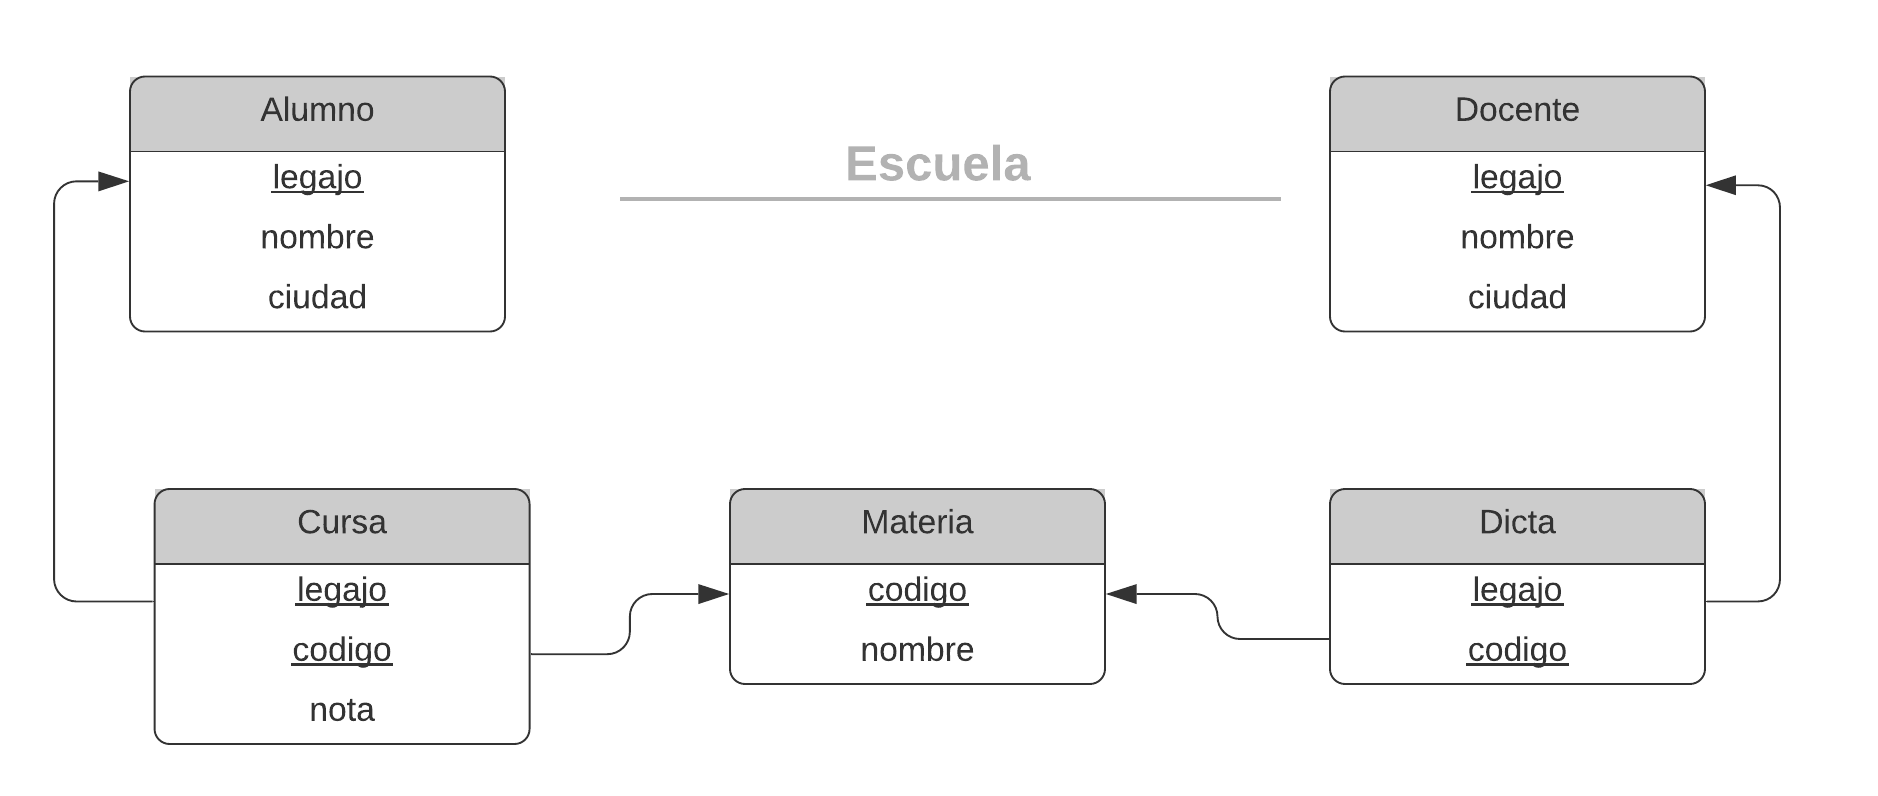 Escuela
Alumno
legajo
nombre
ciudad
Docente
legajo
nombre
ciudad
Cursa
legajo
codigo
nota
Materia
codigo
nombre
Dicta
legajo
codigo